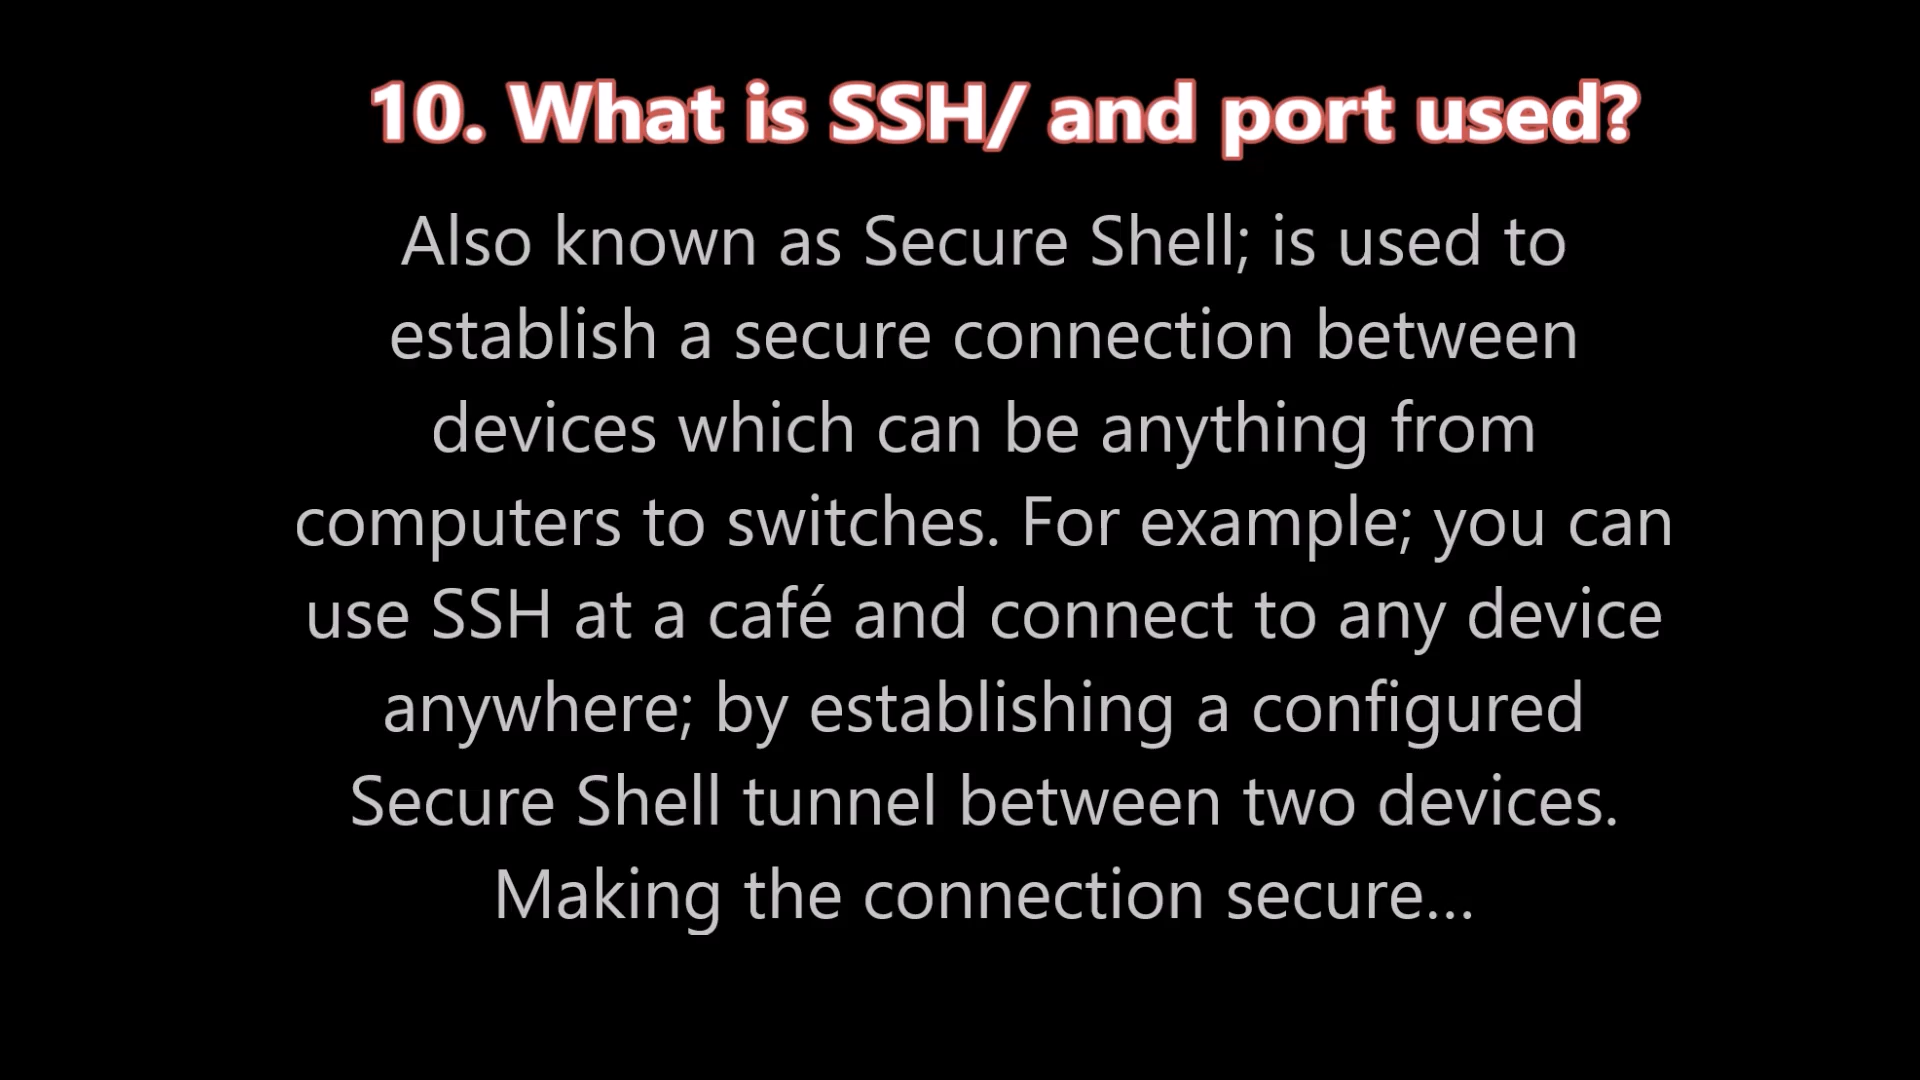 10. What is SSH/ and port used?
Also known as Secure Shell; is used to
establish a secure connection between
devices which can be anything from
computers to switches. For example; you can
use SSH at a café and connect to any device
anywhere; by establishing a configured
Secure Shell tunnel between two devices.
Making the connection secure...